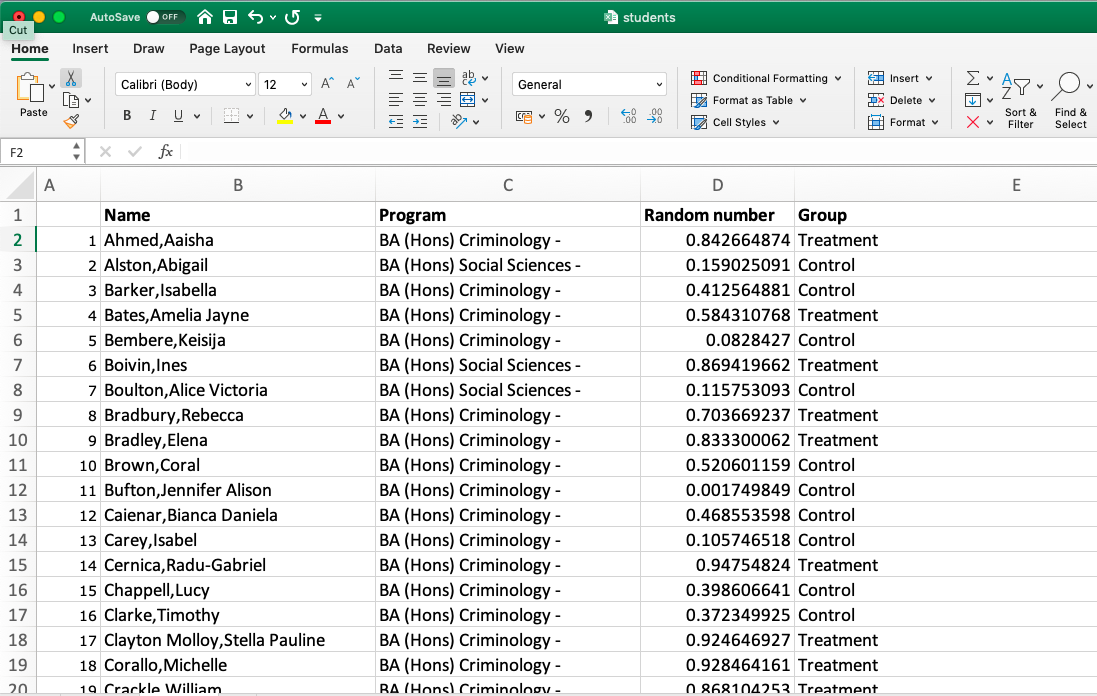 AutoSave OFF students
Cut
Home Insert Draw Page Layout Formulas Data Review View
Paste
Calibri (Body) 12
B I U A
ab
General
%
Conditional Formatting
Format as Table
Cell Styles
Insert
Delete
Format
Sort & Filter
Find & Select
F2 fx
A B C D E
1 Name Program Random number Group
2 1 Ahmed,Aaisha BA (Hons) Criminology - 0.842664874 Treatment
3 2 Alston,Abigail BA (Hons) Social Sciences - 0.159025091 Control
4 3 Barker,Isabella BA (Hons) Criminology - 0.412564881 Control
5 4 Bates,Amelia Jayne BA (Hons) Criminology - 0.584310768 Treatment
6 5 Bembere,Keisija BA (Hons) Criminology - 0.0828427 Control
7 6 Boivin,Ines BA (Hons) Social Sciences - 0.869419662 Treatment
8 7 Boulton,Alice Victoria BA (Hons) Social Sciences - 0.115753093 Control
9 8 Bradbury,Rebecca BA (Hons) Criminology - 0.703669237 Treatment
10 9 Bradley,Elena BA (Hons) Criminology - 0.833300062 Treatment
11 10 Brown,Coral BA (Hons) Criminology - 0.520601159 Control
12 11 Bufton,Jennifer Alison BA (Hons) Criminology - 0.001749849 Control
13 12 Caienar,Bianca Daniela BA (Hons) Criminology - 0.468553598 Control
14 13 Carey,Isabel BA (Hons) Criminology - 0.105746518 Control
15 14 Cernica,Radu-Gabriel BA (Hons) Criminology - 0.94754824 Treatment
16 15 Chappell,Lucy BA (Hons) Criminology - 0.398606641 Control
17 16 Clarke,Timothy BA (Hons) Criminology - 0.372349925 Control
18 17 Clayton Molloy,Stella Pauline BA (Hons) Criminology - 0.924646927 Treatment
19 18 Corallo,Michelle BA (Hons) Criminology - 0.928464161 Treatment
20 19 Crackle,William BA (Hons) Criminology - 0.868104253 Treatment